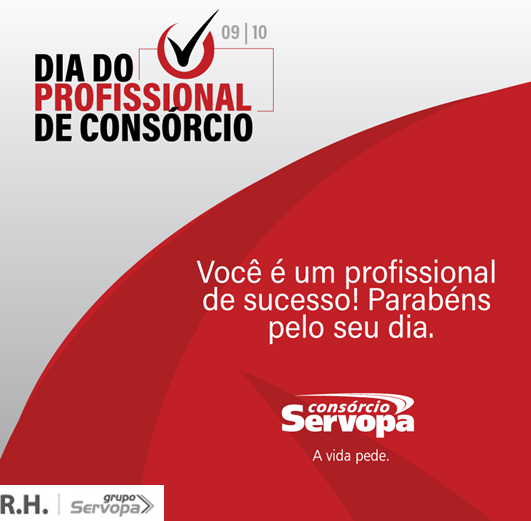 09 | 10
DIA DO
PROFISSIONAL
DE CONSÓRCIO
Você é um profissional
de sucesso! Parabéns
pelo seu dia.
consórcio
Servopa
A vida pede.
R.H. | grupo
Servopa